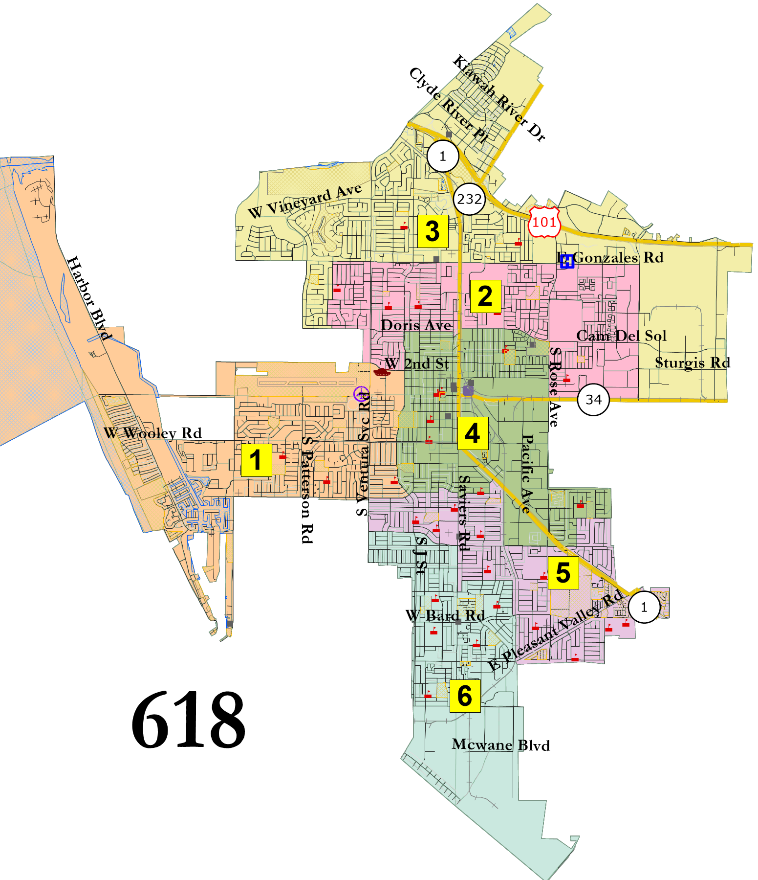 Kiawah River Dr
Clyde River Pl
1
232
W Vineyard Ave
101
3
H
Gonzales Rd
Harbor Blvd
2
Doris Ave
Cam Del Sol
W 2nd St
S Rose Ave
Sturgis Rd
34
S Ventura Rd
W Wooley Rd
4
1
S Patterson Rd
Pacific Ave
Saviers Rd
S J St
5
1
W Bard Rd
E Pleasant Valley Rd
6
618
Mcwane Blvd